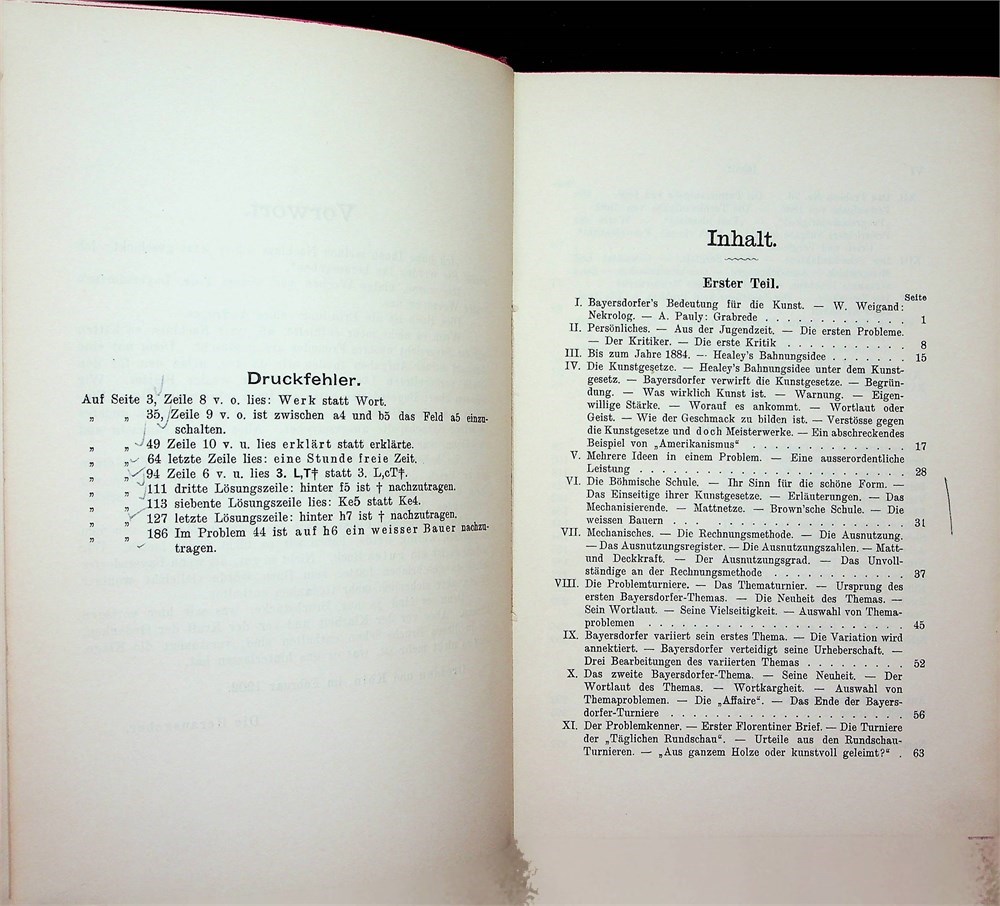 Druckfehler.
Auf Seite 3, Zeile 8 v. o. lies: Werk statt Wort.
„ „ 35, Zeile 9 v. o. ist zwischen a4 und b5 das Feld a5 einzu-
schalten.
„ „ 49 Zeile 10 v. u. lies erklärt statt erklärte.
„ „ 64 letzte Zeile lies: eine Stunde freie Zeit.
„ „ 94 Zeile 6 v. u. lies 3. L,T† statt 3. L,cT†.
„ „ 111 dritte Lösungszeile: hinter f5 ist † nachzutragen.
„ „ 113 siebente Lösungszeile lies: Ke5 statt Ke4.
„ „ 127 letzte Lösungszeile: hinter h7 ist † nachzutragen.
„ „ 186 Im Problem 44 ist auf h6 ein weisser Bauer nachzu-
tragen.
Inhalt.
Erster Teil.
Seite
I. Bayersdorfer's Bedeutung für die Kunst. — W. Weigand:
Nekrolog. — A. Pauly: Grabrede . . . . . . . . . . . . . 1
II. Persönliches. — Aus der Jugendzeit. — Die ersten Probleme.
— Der Kritiker. — Die erste Kritik . . . . . . . . . . . 8
III. Bis zum Jahre 1884. — Healey's Bahnungsidee . . . . . . . 15
IV. Die Kunstgesetze. — Healey's Bahnungsidee unter dem Kunst-
gesetz. — Bayersdorfer verwirft die Kunstgesetze. — Begrün-
dung. — Was wirklich Kunst ist. — Warnung. — Eigen-
willige Stärke. — Worauf es ankommt. — Wortlaut oder
Geist. — Wie der Geschmack zu bilden ist. — Verstösse gegen
die Kunstgesetze und doch Meisterwerke. — Ein abschreckendes
Beispiel von „Amerikanismus“ . . . . . . . . . . . . . . 17
V. Mehrere Ideen in einem Problem. — Eine ausserordentliche
Leistung . . . . . . . . . . . . . . . . . . . . . . . . 28
VI. Die Böhmische Schule. — Ihr Sinn für die schöne Form. —
Das Einseitige ihrer Kunstgesetze. — Erläuterungen. — Das
Mechanisierende. — Mattnetze. — Brown'sche Schule. — Die
weissen Bauern . . . . . . . . . . . . . . . . . . . . . 31
VII. Mechanisches. — Die Rechnungsmethode. — Die Ausnutzung.
— Das Ausnutzungsregister. — Die Ausnutzungszahlen. — Matt-
und Deckkraft. — Der Ausnutzungsgrad. — Das Unvoll-
ständige an der Rechnungsmethode . . . . . . . . . . . . 37
VIII. Die Problemturniere. — Das Thematurnier. — Ursprung des
ersten Bayersdorfer-Themas. — Die Neuheit des Themas. —
Sein Wortlaut. — Seine Vielseitigkeit. — Auswahl von Thema-
problemen . . . . . . . . . . . . . . . . . . . . . . . 45
IX. Bayersdorfer variiert sein erstes Thema. — Die Variation wird
annektiert. — Bayersdorfer verteidigt seine Urheberschaft. —
Drei Bearbeitungen des variierten Themas . . . . . . . . . 52
X. Das zweite Bayersdorfer-Thema. — Seine Neuheit. — Der
Wortlaut des Themas. — Wortkargheit. — Auswahl von
Themaproblemen. — Die „Affaire“. — Das Ende der Bayers-
dorfer-Turniere . . . . . . . . . . . . . . . . . . . . . 56
XI. Der Problemkenner. — Erster Florentiner Brief. — Die Turniere
der „Täglichen Rundschau“. — Urteile aus den Rundschau-
Turnieren. — „Aus ganzem Holze oder kunstvoll geleimt?“ . 63